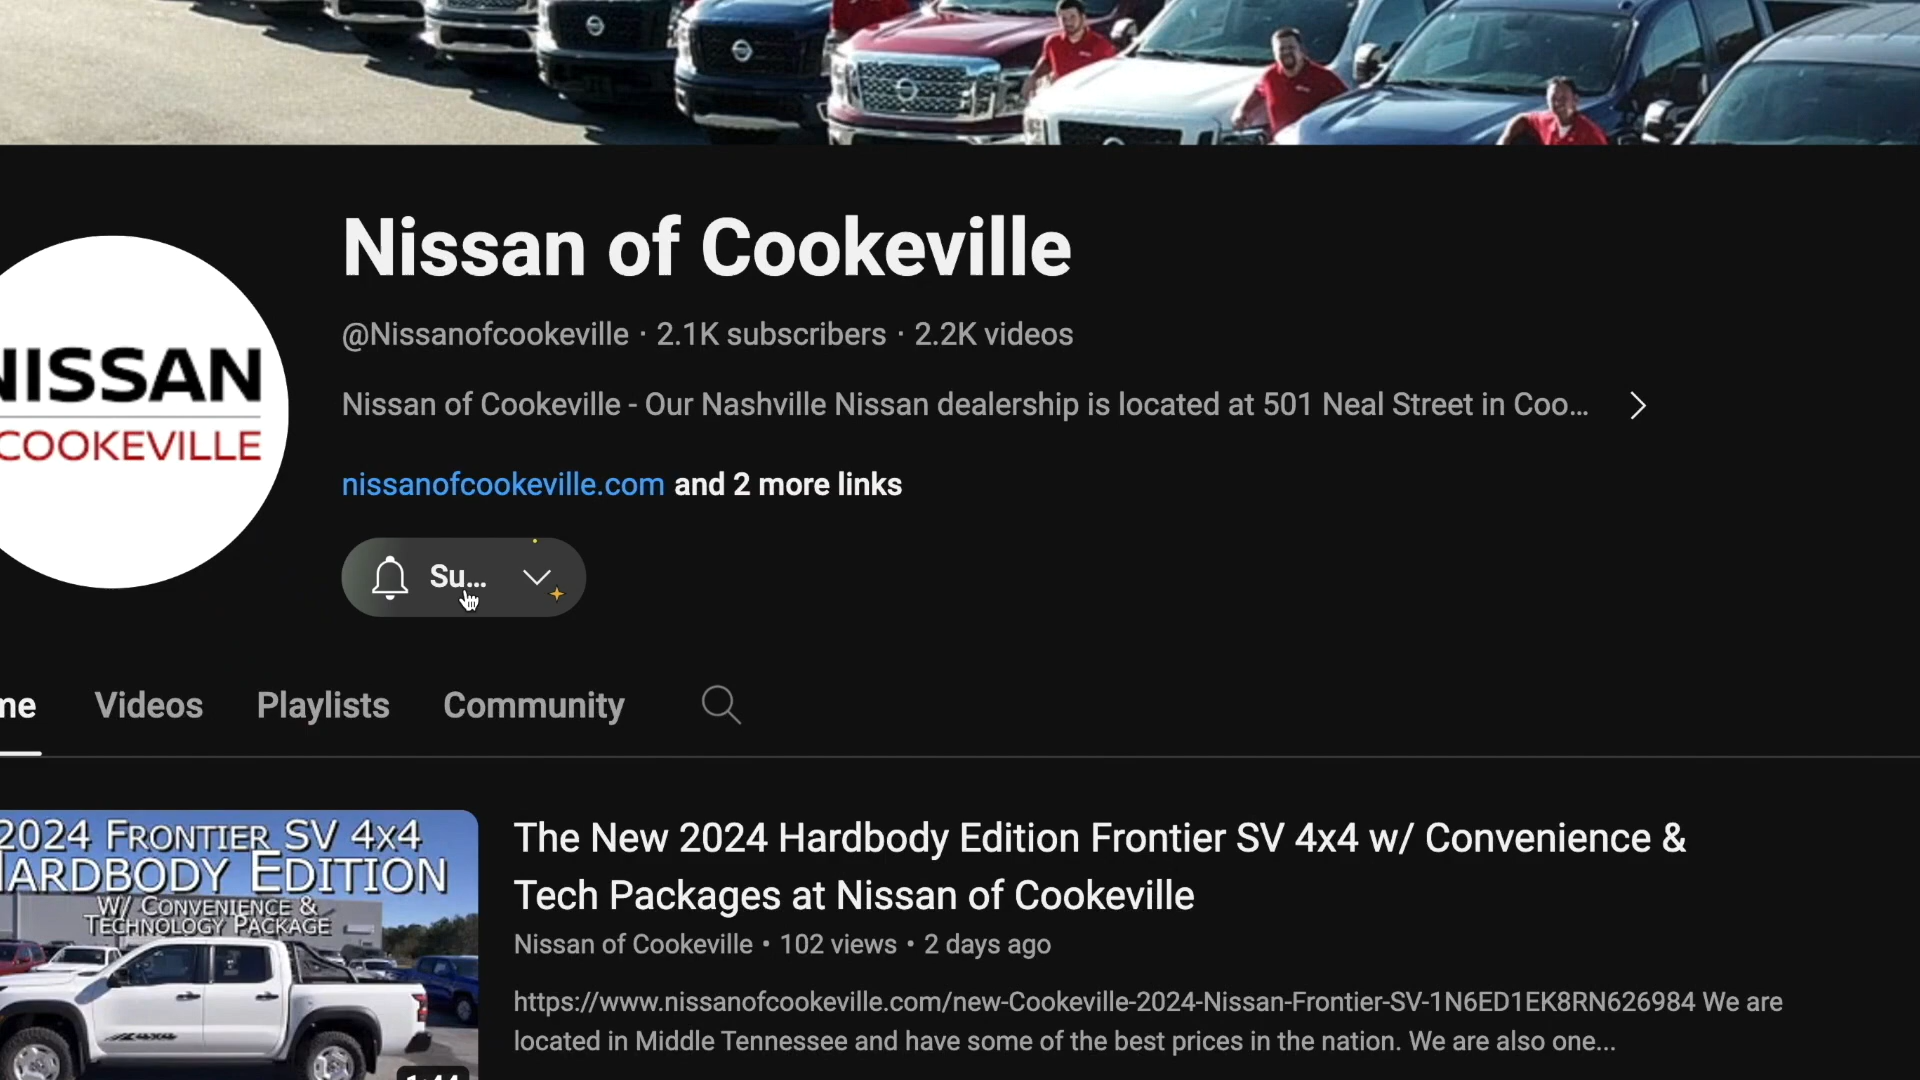 Nissan of Cookeville
@Nissanofcookeville · 2.1K subscribers · 2.2K videos
NISSAN
COOKEVILLE
Nissan of Cookeville - Our Nashville Nissan dealership is located at 501 Neal Street in Coo...
nissanofcookeville.com and 2 more links
Su...
me Videos Playlists Community
2024 FRONTIER SV 4X4
HARDBODY EDITION
W/ CONVENIENCE &
TECHNOLOGY PACKAGE
4x4
The New 2024 Hardbody Edition Frontier SV 4x4 w/ Convenience &
Tech Packages at Nissan of Cookeville
Nissan of Cookeville • 102 views • 2 days ago
https://www.nissanofcookeville.com/new-Cookeville-2024-Nissan-Frontier-SV-1N6ED1EK8RN626984 We are
located in Middle Tennessee and have some of the best prices in the nation. We are also one...